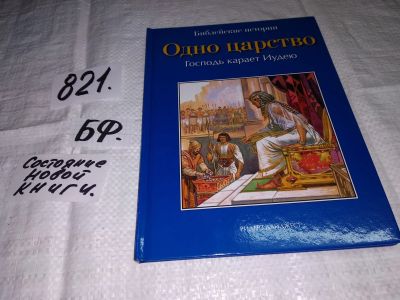 821.
БФ.
Состояние
новой
книги.
Библейские истории
Одно царство
Господь карает Иудею